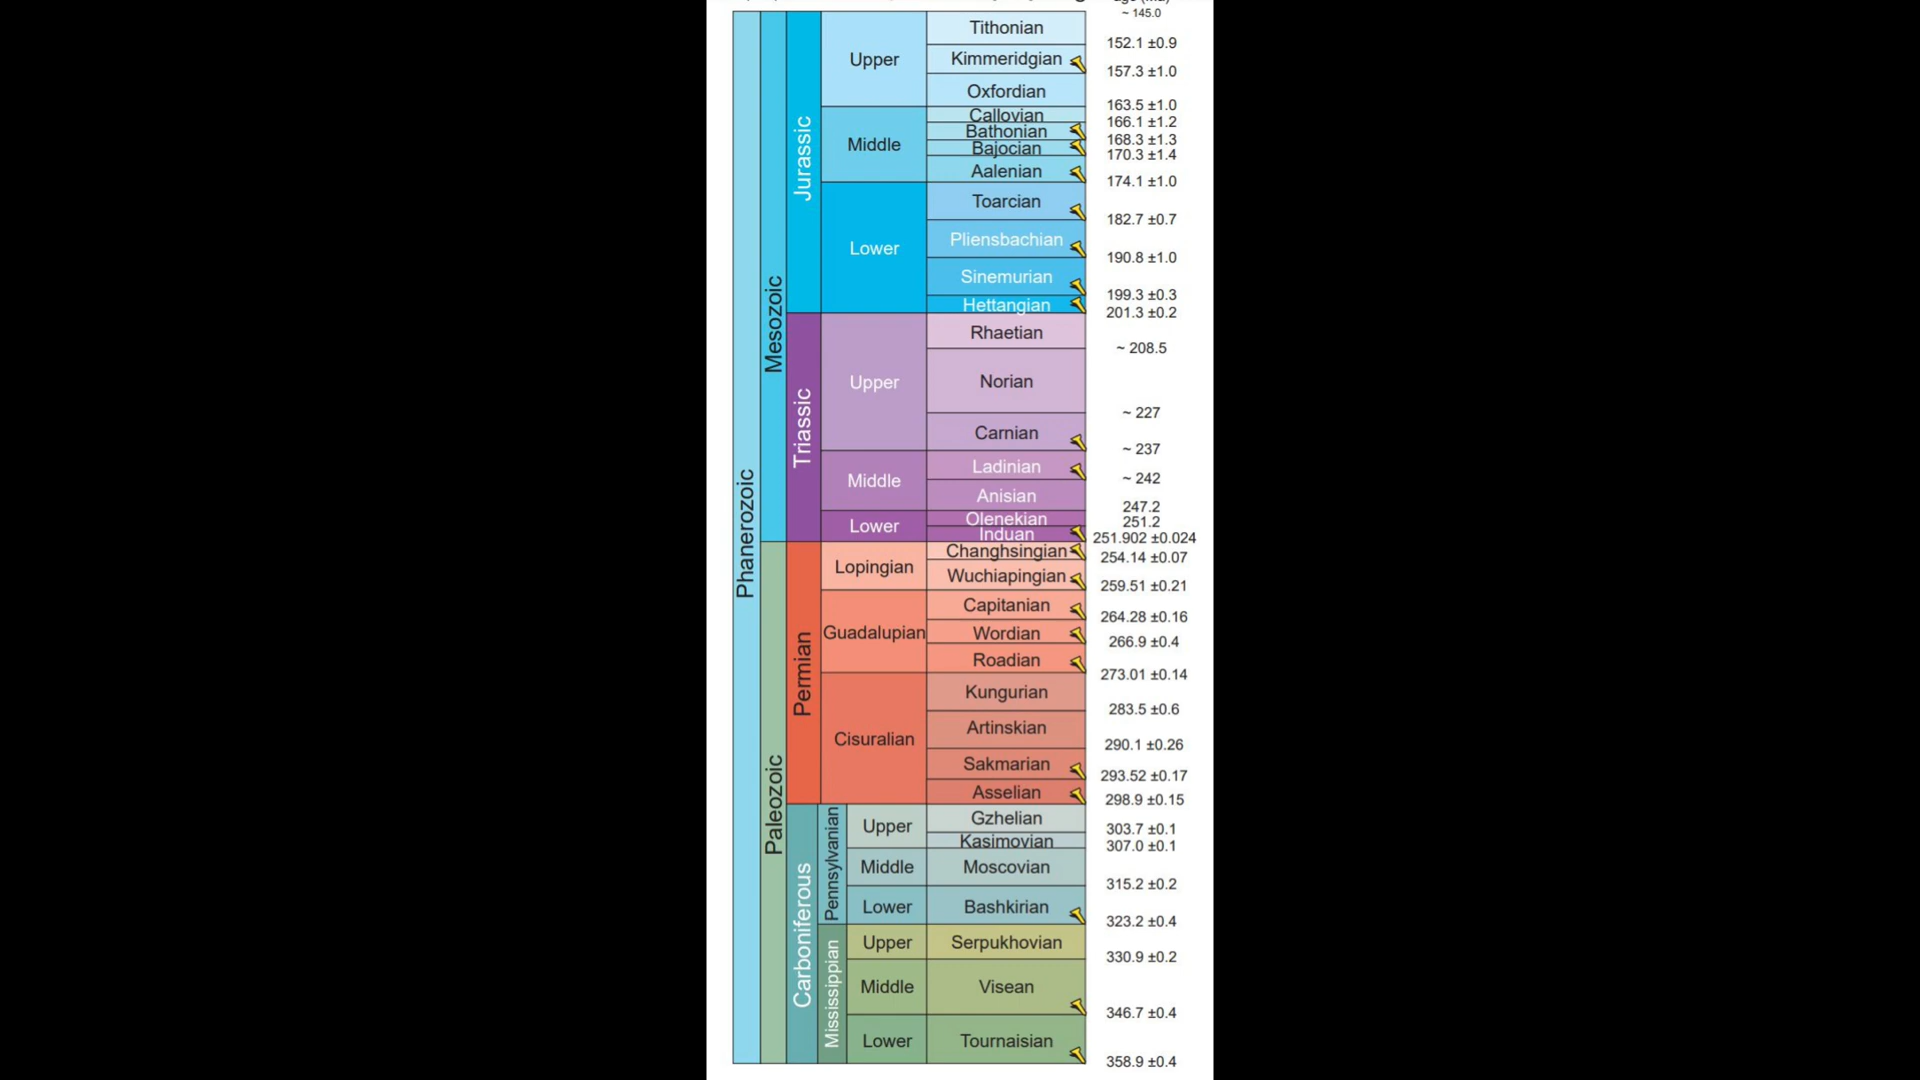 ~ 145.0
Phanerozoic
Mesozoic
Jurassic
Upper
Tithonian
152.1 ±0.9
Kimmeridgian
157.3 ±1.0
Oxfordian
163.5 ±1.0
Middle
Callovian
166.1 ±1.2
Bathonian
168.3 ±1.3
Bajocian
170.3 ±1.4
Aalenian
174.1 ±1.0
Lower
Toarcian
182.7 ±0.7
Pliensbachian
190.8 ±1.0
Sinemurian
199.3 ±0.3
Hettangian
201.3 ±0.2
Triassic
Upper
Rhaetian
~ 208.5
Norian
~ 227
Carnian
~ 237
Middle
Ladinian
~ 242
Anisian
247.2
Lower
Olenekian
251.2
Induan
251.902 ±0.024
Paleozoic
Permian
Lopingian
Changhsingian
254.14 ±0.07
Wuchiapingian
259.51 ±0.21
Guadalupian
Capitanian
264.28 ±0.16
Wordian
266.9 ±0.4
Roadian
273.01 ±0.14
Cisuralian
Kungurian
283.5 ±0.6
Artinskian
290.1 ±0.26
Sakmarian
293.52 ±0.17
Asselian
298.9 ±0.15
Carboniferous
Pennsylvanian
Upper
Gzhelian
303.7 ±0.1
Kasimovian
307.0 ±0.1
Middle
Moscovian
315.2 ±0.2
Lower
Bashkirian
323.2 ±0.4
Mississippian
Upper
Serpukhovian
330.9 ±0.2
Middle
Visean
346.7 ±0.4
Lower
Tournaisian
358.9 ±0.4